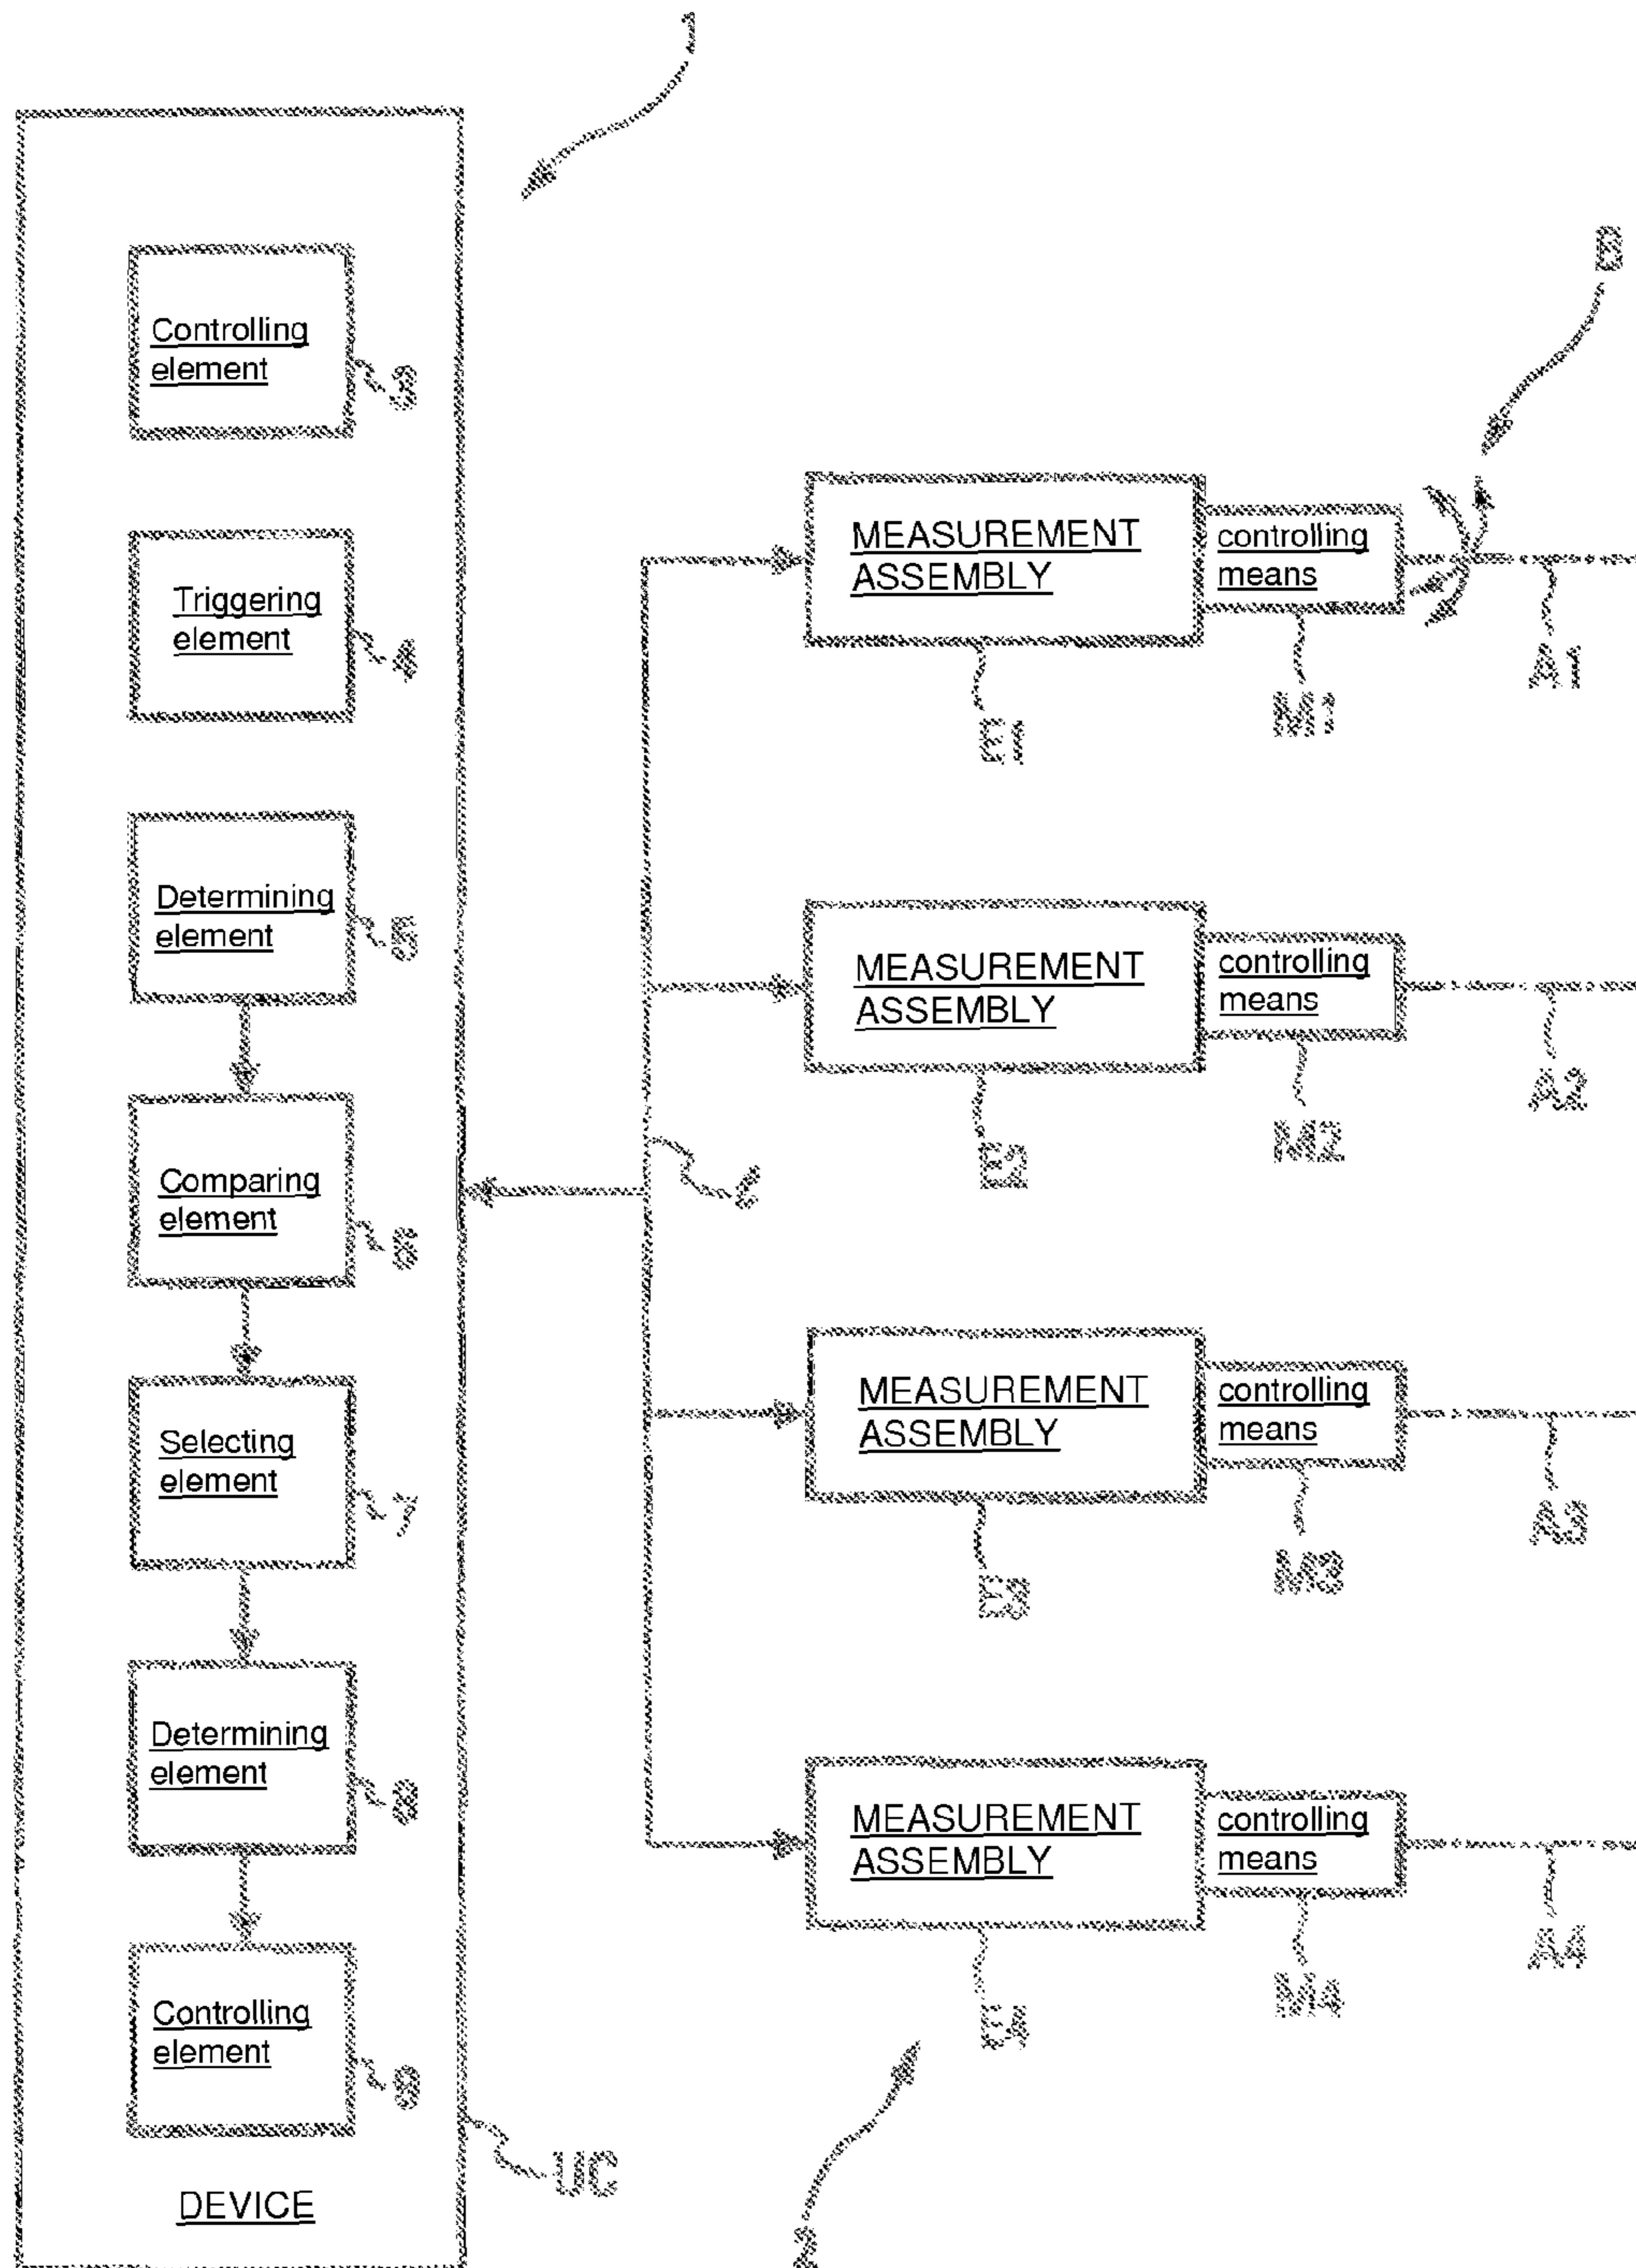 1
Controlling
element
3
Triggering
element
4
Determining
element
5
Comparing
element
6
Selecting
element
7
Determining
element
8
Controlling
element
9
UC
DEVICE
B
MEASUREMENT
ASSEMBLY
controlling
means
E1
M1
A1
MEASUREMENT
ASSEMBLY
controlling
means
E2
M2
A2
MEASUREMENT
ASSEMBLY
controlling
means
E3
M3
A3
MEASUREMENT
ASSEMBLY
controlling
means
E4
M4
A4
2